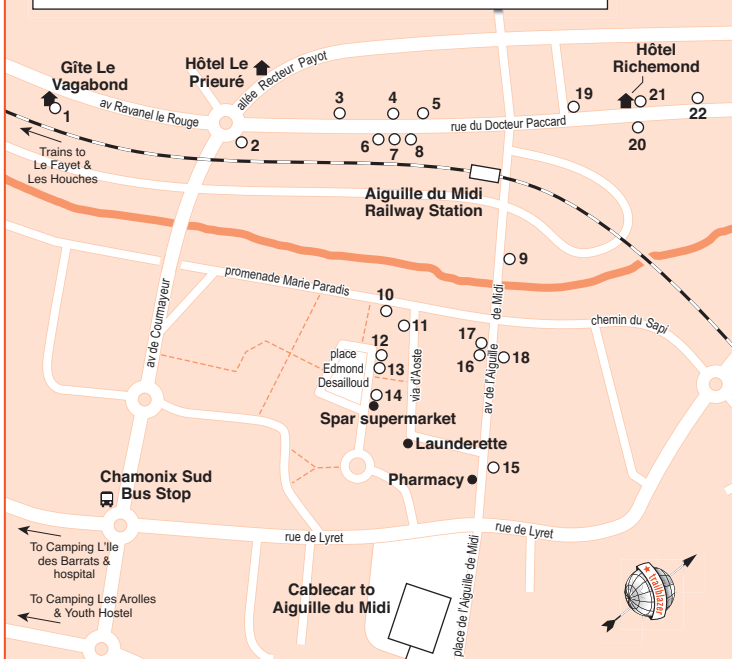 Gîte Le
Vagabond
1
Hôtel Le
Prieuré
allée Recteur Payot
av Ravanel le Rouge
2
3
4
5
6
7
8
rue du Docteur Paccard
19
Hôtel
Richemond
21
22
20
Trains to
Le Fayet &
Les Houches
Aiguille du Midi
Railway Station
9
promenade Marie Paradis
av de Courmayeur
10
11
12
place
Edmond
Desailloud
13
14
via d'Aoste
17
16
18
av de l'Aiguille de Midi
chemin du Sapi
Spar supermarket
Launderette
15
Pharmacy
Chamonix Sud
Bus Stop
rue de Lyret
rue de Lyret
To Camping L'Ile
des Barrats &
hospital
To Camping Les Arolles
& Youth Hostel
Cablecar to
Aiguille du Midi
place de l'Aiguille de Midi
trailblazer